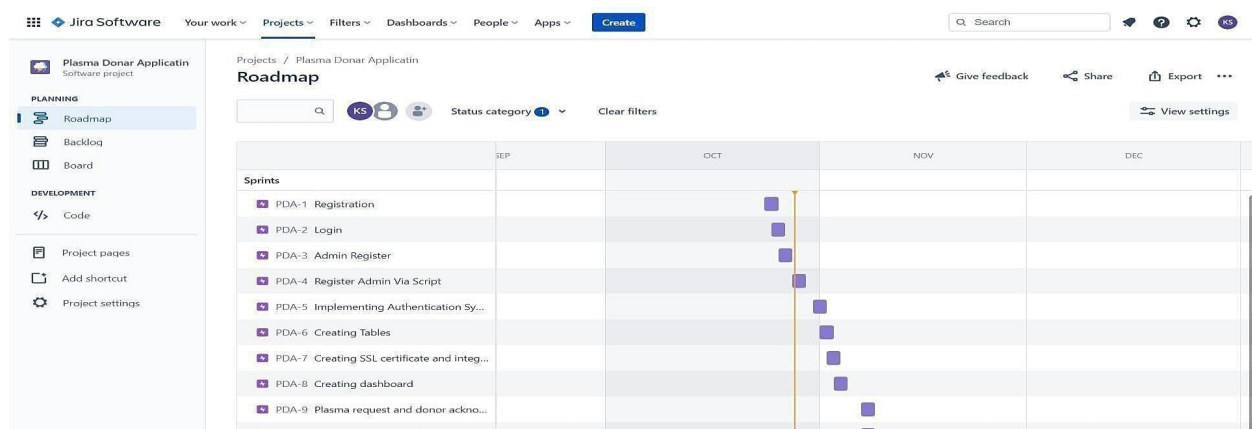 Jira Software Your work Projects Filters Dashboards People Apps Create Search KS
Plasma Donar Applicatin
Software project
PLANNING
Roadmap
Backlog
Board
DEVELOPMENT
Code
Project pages
Add shortcut
Project settings
Projects / Plasma Donar Applicatin
Roadmap
Give feedback Share Export
KS Status category 1 Clear filters View settings
SEP OCT NOV DEC
Sprints
PDA-1 Registration
PDA-2 Login
PDA-3 Admin Register
PDA-4 Register Admin Via Script
PDA-5 Implementing Authentication Sy...
PDA-6 Creating Tables
PDA-7 Creating SSL certificate and integ...
PDA-8 Creating dashboard
PDA-9 Plasma request and donor ackno...